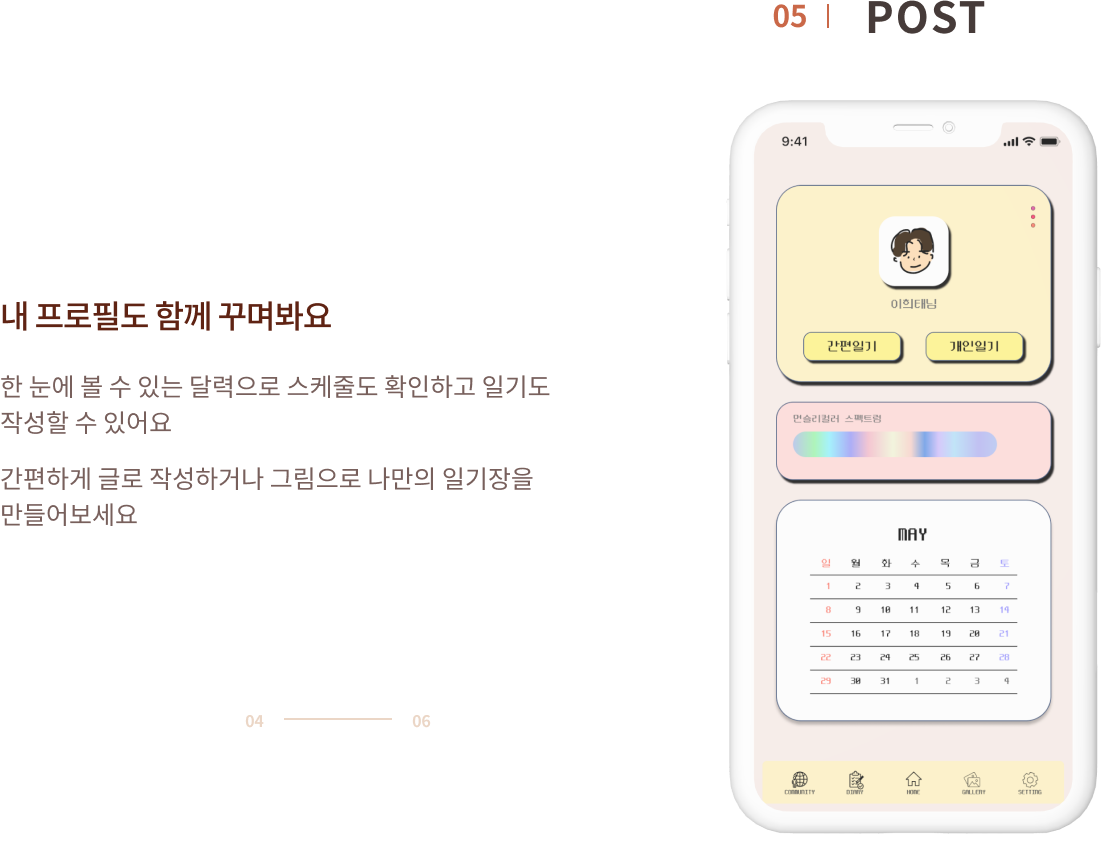 05 | POST
내 프로필도 함께 꾸며봐요
한 눈에 볼 수 있는 달력으로 스케줄도 확인하고 일기도
작성할 수 있어요
간편하게 글로 작성하거나 그림으로 나만의 일기장을
만들어보세요
04 06
9:41
이희태님
간편일기 개인일기
먼슬리컬러 스펙트럼
MAY
일 월 화 수 목 금 토
1 2 3 4 5 6 7
8 9 10 11 12 13 14
15 16 17 18 19 20 21
22 23 24 25 26 27 28
29 30 31 1 2 3 4
COMMUNITY DIARY HOME GALLERY SETTING